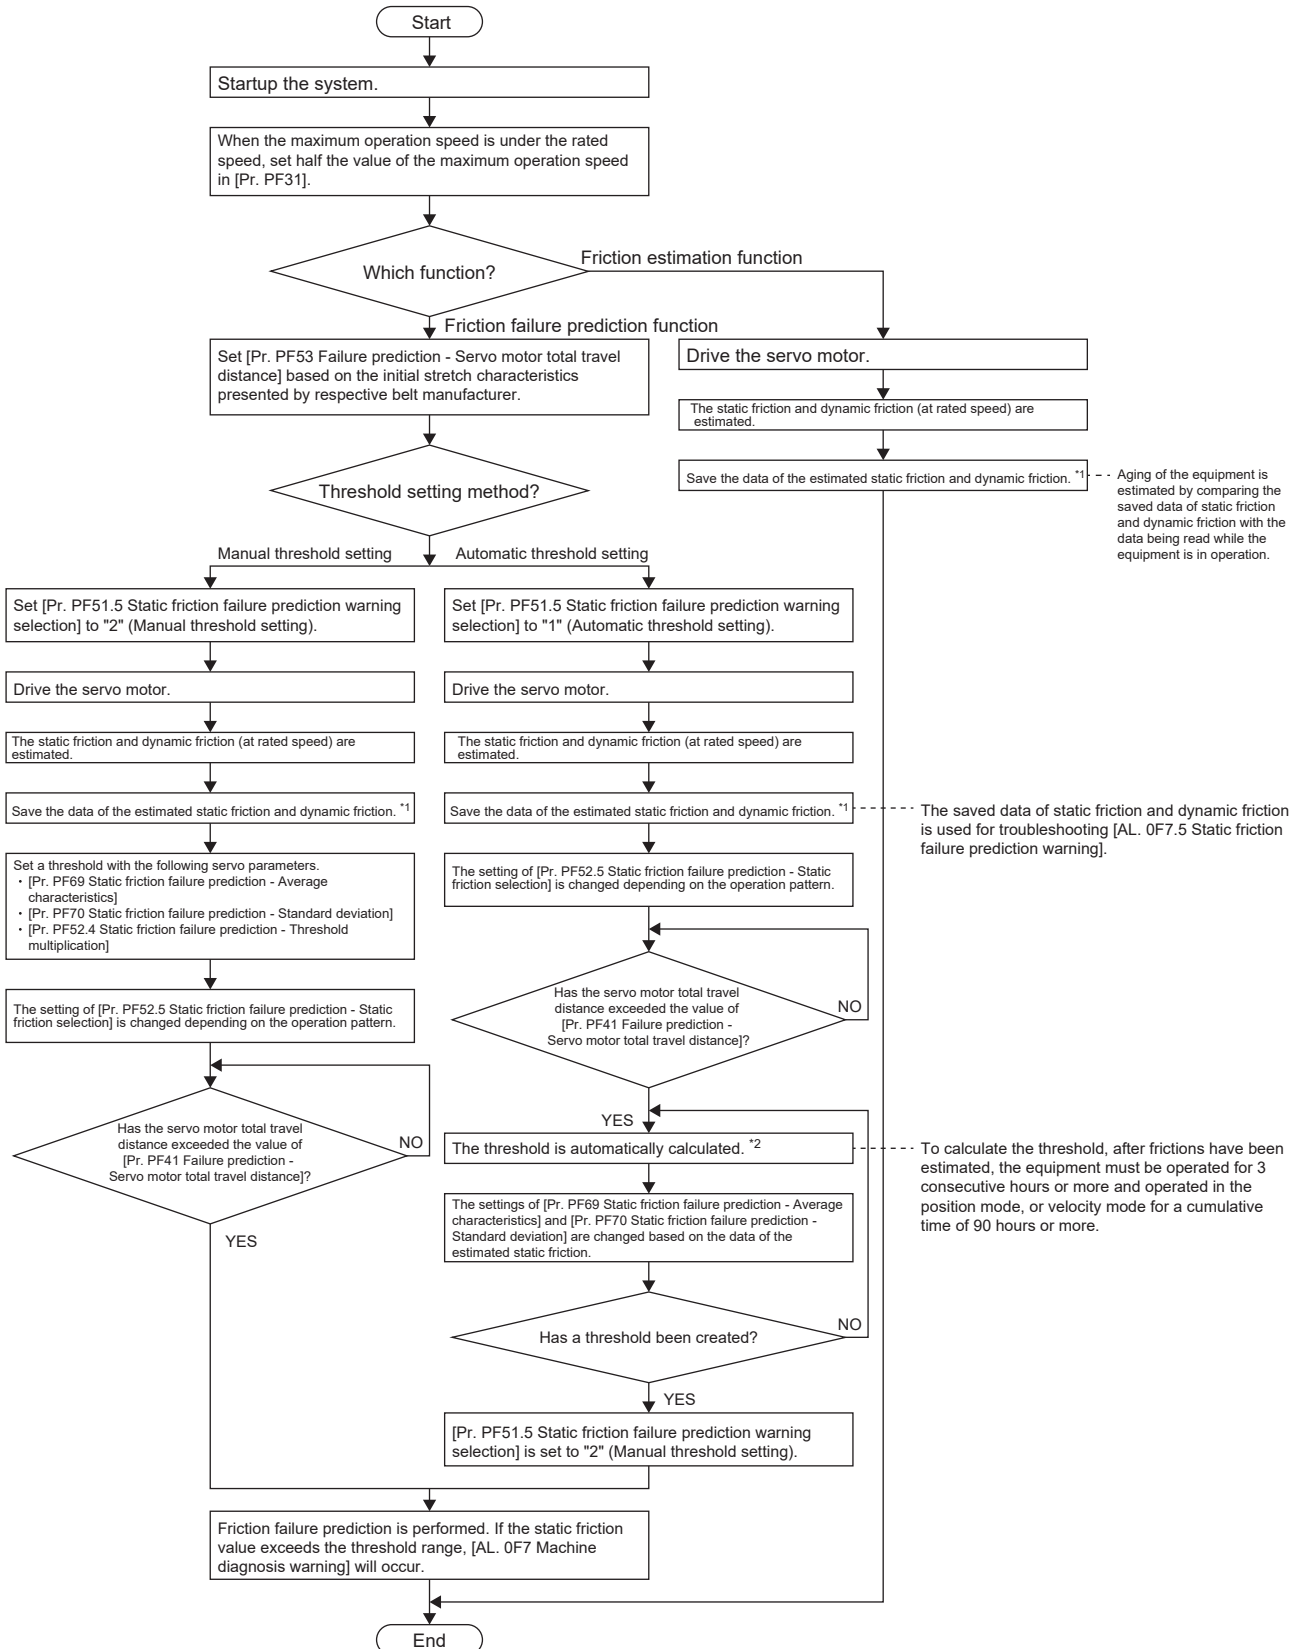 Start
Startup the system.
When the maximum operation speed is under the rated
speed, set half the value of the maximum operation speed
in [Pr. PF31].
Which function?
Friction estimation function
Friction failure prediction function
Set [Pr. PF53 Failure prediction - Servo motor total travel
distance] based on the initial stretch characteristics
presented by respective belt manufacturer.
Drive the servo motor.
The static friction and dynamic friction (at rated speed) are
estimated.
Save the data of the estimated static friction and dynamic friction. *1
Aging of the equipment is
estimated by comparing the
saved data of static friction
and dynamic friction with the
data being read while the
equipment is in operation.
Threshold setting method?
Manual threshold setting
Automatic threshold setting
Set [Pr. PF51.5 Static friction failure prediction warning
selection] to "2" (Manual threshold setting).
Drive the servo motor.
The static friction and dynamic friction (at rated speed) are
estimated.
Save the data of the estimated static friction and dynamic friction. *1
Set a threshold with the following servo parameters.
・[Pr. PF69 Static friction failure prediction - Average
characteristics]
・[Pr. PF70 Static friction failure prediction - Standard deviation]
・[Pr. PF52.4 Static friction failure prediction - Threshold
multiplication]
The setting of [Pr. PF52.5 Static friction failure prediction - Static
friction selection] is changed depending on the operation pattern.
Has the servo motor total travel
distance exceeded the value of
[Pr. PF41 Failure prediction -
Servo motor total travel distance]?
NO
YES
Set [Pr. PF51.5 Static friction failure prediction warning
selection] to "1" (Automatic threshold setting).
Drive the servo motor.
The static friction and dynamic friction (at rated speed) are
estimated.
Save the data of the estimated static friction and dynamic friction. *1
The saved data of static friction and dynamic friction
is used for troubleshooting [AL. 0F7.5 Static friction
failure prediction warning].
The setting of [Pr. PF52.5 Static friction failure prediction - Static
friction selection] is changed depending on the operation pattern.
Has the servo motor total travel
distance exceeded the value of
[Pr. PF41 Failure prediction -
Servo motor total travel distance]?
NO
YES
The threshold is automatically calculated. *2
To calculate the threshold, after frictions have been
estimated, the equipment must be operated for 3
consecutive hours or more and operated in the
position mode, or velocity mode for a cumulative
time of 90 hours or more.
The settings of [Pr. PF69 Static friction failure prediction - Average
characteristics] and [Pr. PF70 Static friction failure prediction -
Standard deviation] are changed based on the data of the
estimated static friction.
Has a threshold been created?
NO
YES
[Pr. PF51.5 Static friction failure prediction warning
selection] is set to "2" (Manual threshold setting).
Friction failure prediction is performed. If the static friction
value exceeds the threshold range, [AL. 0F7 Machine
diagnosis warning] will occur.
End